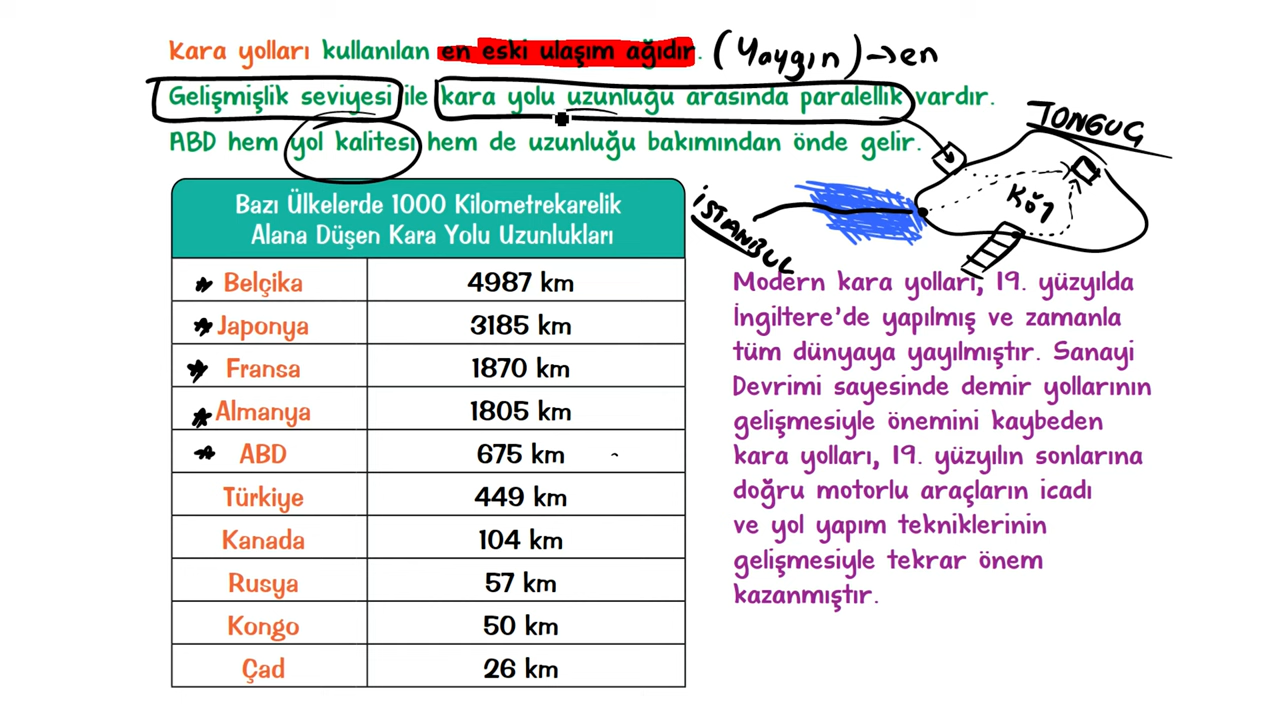 Kara yolları kullanılan en eski ulaşım ağıdır. (Yaygın) → en
Gelişmişlik seviyesi ile kara yolu uzunluğu arasında paralellik vardır.
ABD hem yol kalitesi hem de uzunluğu bakımından önde gelir.
TONGUÇ
KÖY
İSTANBUL
Bazı Ülkelerde 1000 Kilometrekarelik
Alana Düşen Kara Yolu Uzunlukları
Belçika 4987 km
Japonya 3185 km
Fransa 1870 km
Almanya 1805 km
ABD 675 km
Türkiye 449 km
Kanada 104 km
Rusya 57 km
Kongo 50 km
Çad 26 km
Modern kara yolları, 19. yüzyılda
İngiltere'de yapılmış ve zamanla
tüm dünyaya yayılmıştır. Sanayi
Devrimi sayesinde demir yollarının
gelişmesiyle önemini kaybeden
kara yolları, 19. yüzyılın sonlarına
doğru motorlu araçların icadı
ve yol yapım tekniklerinin
gelişmesiyle tekrar önem
kazanmıştır.